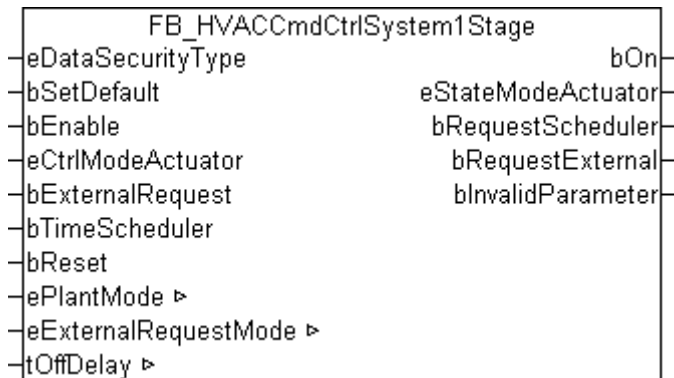 FB_HVACCmdCtrlSystem1Stage
eDataSecurityType bOn
bSetDefault eStateModeActuator
bEnable bRequestScheduler
eCtrlModeActuator bRequestExternal
bExternalRequest bInvalidParameter
bTimeScheduler
bReset
ePlantMode ▹
eExternalRequestMode ▹
tOffDelay ▹